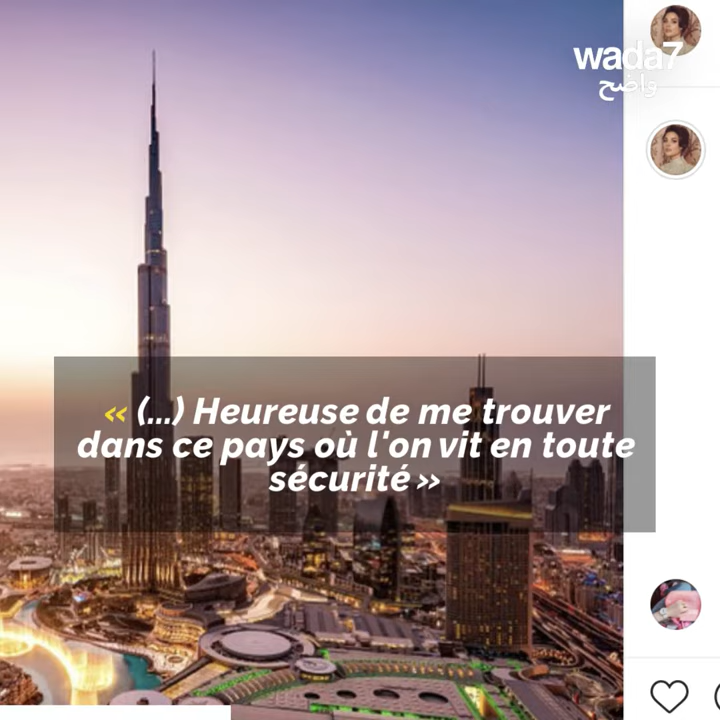 wada7
واضح
« (...) Heureuse de me trouver
dans ce pays où l'on vit en toute
sécurité »